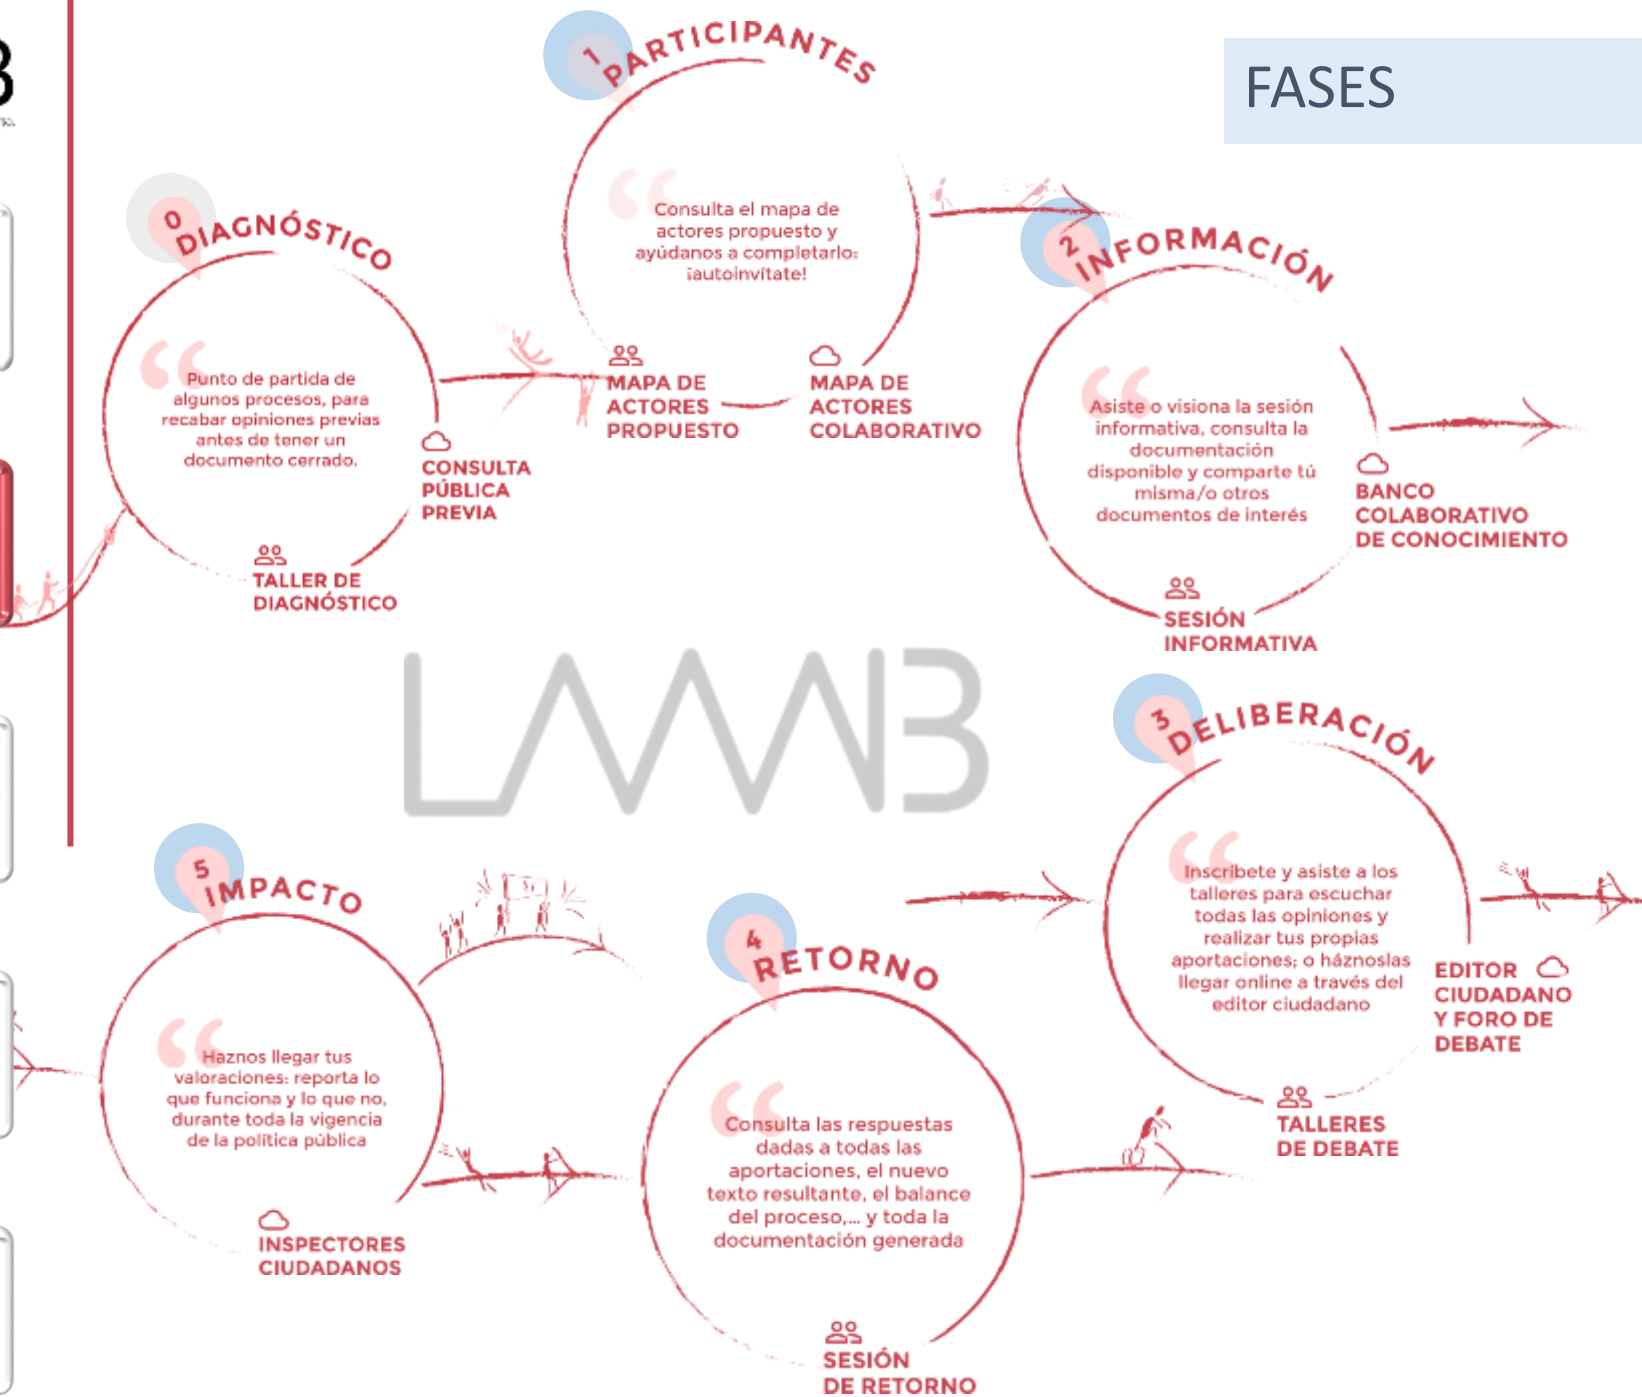 FASES
0
DIAGNÓSTICO
Punto de partida de
algunos procesos, para
recabar opiniones previas
antes de tener un
documento cerrado.
CONSULTA
PÚBLICA
PREVIA
TALLER DE
DIAGNÓSTICO
1
PARTICIPANTES
Consulta el mapa de
actores propuesto y
ayúdanos a completarlo:
¡autoinvítate!
MAPA DE
ACTORES
PROPUESTO
MAPA DE
ACTORES
COLABORATIVO
2
INFORMACIÓN
Asiste o visiona la sesión
informativa, consulta la
documentación
disponible y comparte tú
misma/o otros
documentos de interés
BANCO
COLABORATIVO
DE CONOCIMIENTO
SESIÓN
INFORMATIVA
LAAAB
3
DELIBERACIÓN
Inscríbete y asiste a los
talleres para escuchar
todas las opiniones y
realizar tus propias
aportaciones; o háznoslas
llegar online a través del
editor ciudadano
EDITOR
CIUDADANO
Y FORO DE
DEBATE
TALLERES
DE DEBATE
4
RETORNO
Consulta las respuestas
dadas a todas las
aportaciones, el nuevo
texto resultante, el balance
del proceso,... y toda la
documentación generada
SESIÓN
DE RETORNO
5
IMPACTO
Haznos llegar tus
valoraciones: reporta lo
que funciona y lo que no,
durante toda la vigencia
de la política pública
INSPECTORES
CIUDADANOS